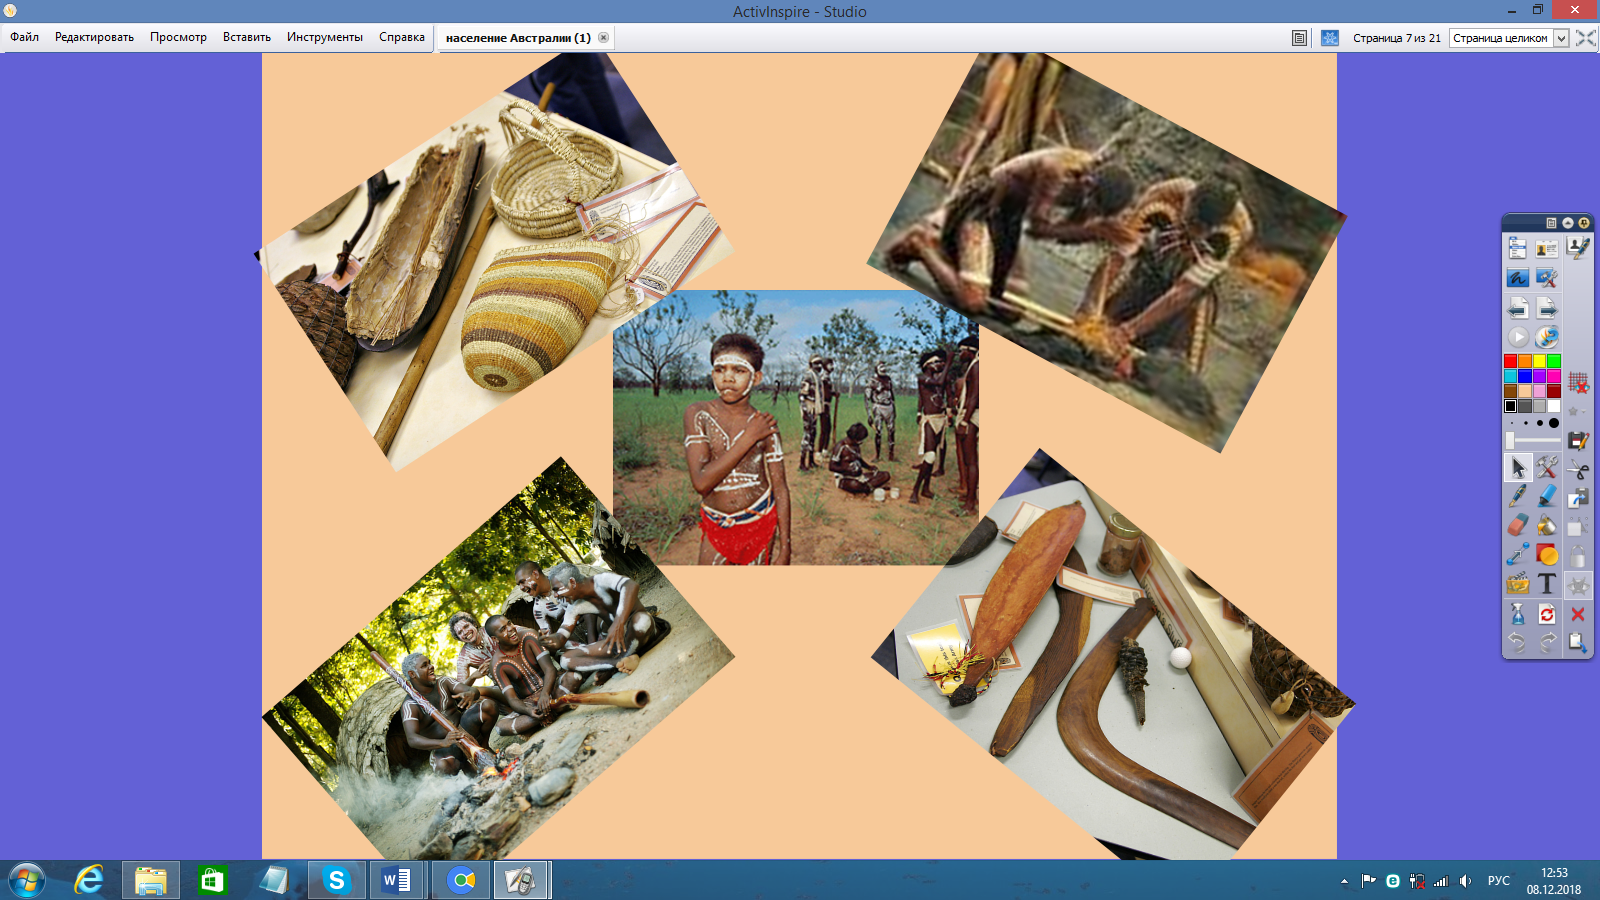 ActivInspire - Studio
Файл Редактировать Просмотр Вставить Инструменты Справка
население Австралии (1)
Страница 7 из 21
Страница целиком
T
S
W
РУС
12:53
08.12.2018